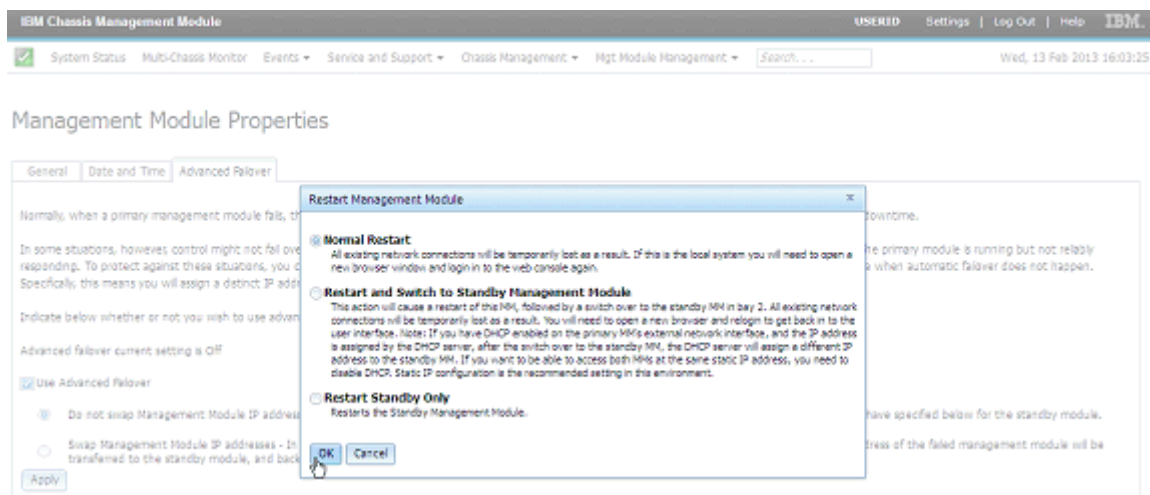 IBM Chassis Management Module
USERID Settings | Log Out | Help IBM.
System Status Multi-Chassis Monitor Events Service and Support Chassis Management Mgt Module Management Search... Wed, 13 Feb 2013 16:03:25
Management Module Properties
General Date and Time Advanced Failover
Restart Management Module x
Normally, when a primary management module fails, th
downtime.
In some situations, however, control might not fail ove
he primary module is running but not reliably
responding. To protect against these situations, you c
when automatic failover does not happen.
Specifically, this means you will assign a distinct IP addr
Indicate below whether or not you wish to use advan
Advanced failover current setting is Off
Use Advanced Failover
Do not swap Management Module IP address
have specified below for the standby module.
Swap Management Module IP addresses - In
dress of the failed management module will be
transferred to the standby module, and back
Apply
Normal Restart
All existing network connections will be temporarily lost as a result. If this is the local system you will need to open a
new browser window and login in to the web console again.
Restart and Switch to Standby Management Module
This action will cause a restart of this MM, followed by a switch over to the standby MM in bay 2. All existing network
connections will be temporarily lost as a result. You will need to open a new browser and relogin to get back in to the
user interface. Note: If you have DHCP enabled on the primary MM's external network interface, and the IP address
is assigned by the DHCP server, after the switch over to the standby MM, the DHCP server will assign a different IP
address to the standby MM. If you want to be able to access both MMs at the same static IP address, you need to
disable DHCP. Static IP configuration is the recommended setting in this environment.
Restart Standby Only
Restarts the Standby Management Module.
OK Cancel